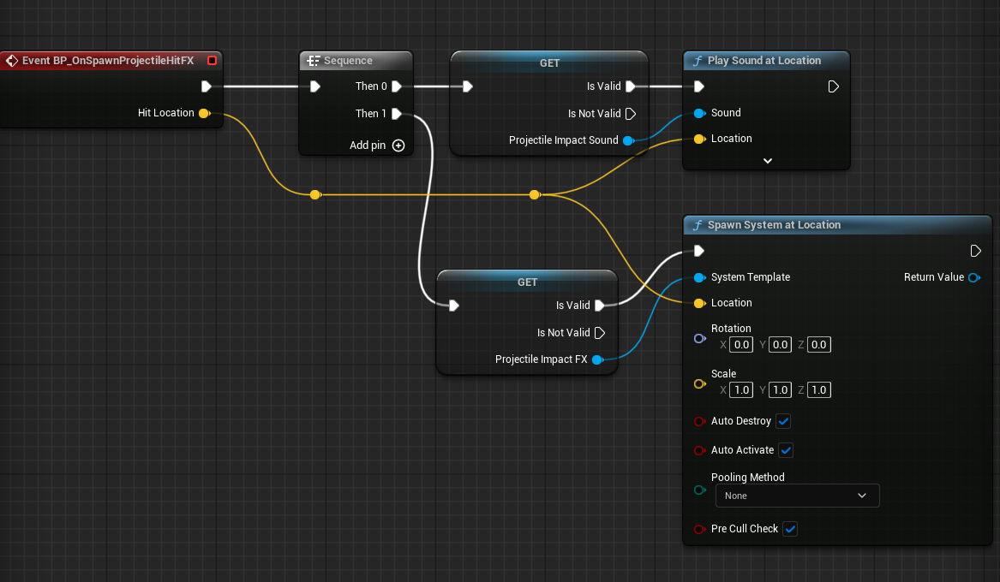 Event BP_OnSpawnProjectileHitFX
Hit Location
Sequence
Then 0
Then 1
Add pin
GET
Is Valid
Is Not Valid
Projectile Impact Sound
Play Sound at Location
Sound
Location
GET
Is Valid
Is Not Valid
Projectile Impact FX
Spawn System at Location
System Template
Return Value
Location
Rotation
X 0.0 Y 0.0 Z 0.0
Scale
X 1.0 Y 1.0 Z 1.0
Auto Destroy
Auto Activate
Pooling Method
None
Pre Cull Check